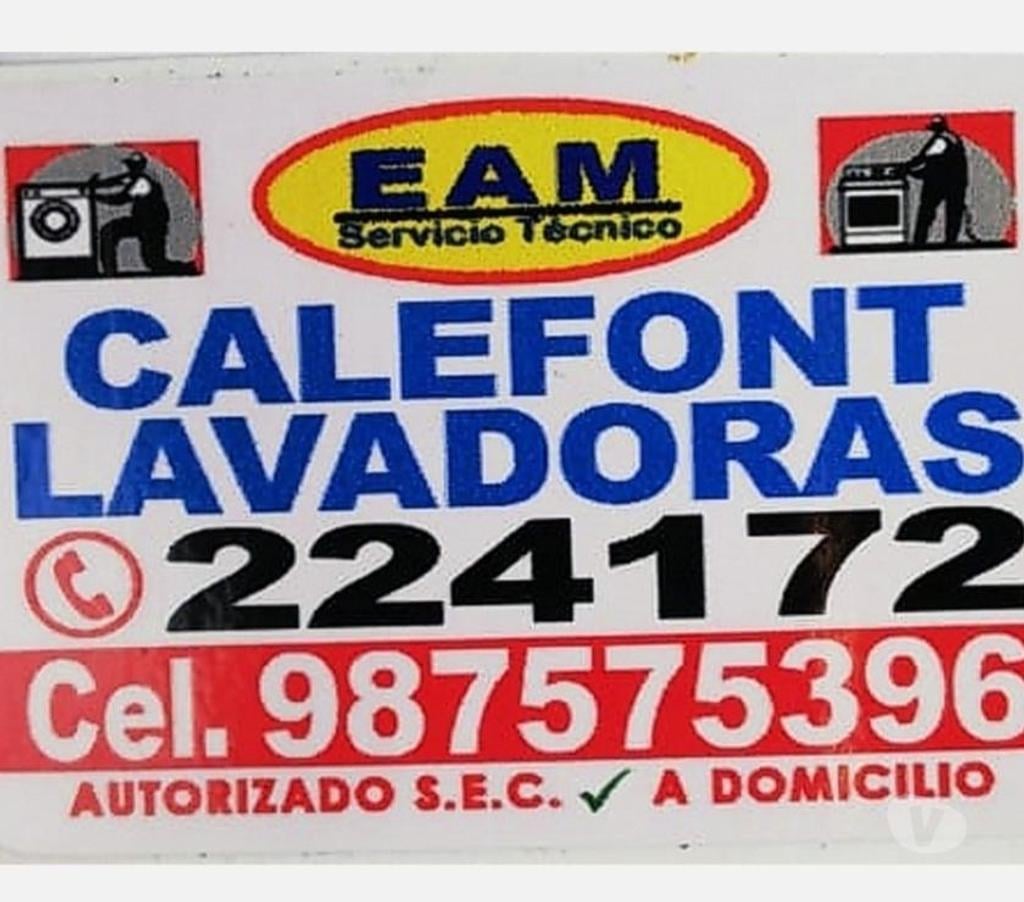 EAM
Servicio Técnico
CALEFONT
LAVADORAS
224172
Cel. 987575396
AUTORIZADO S.E.C. ✓ A DOMICILIO
V